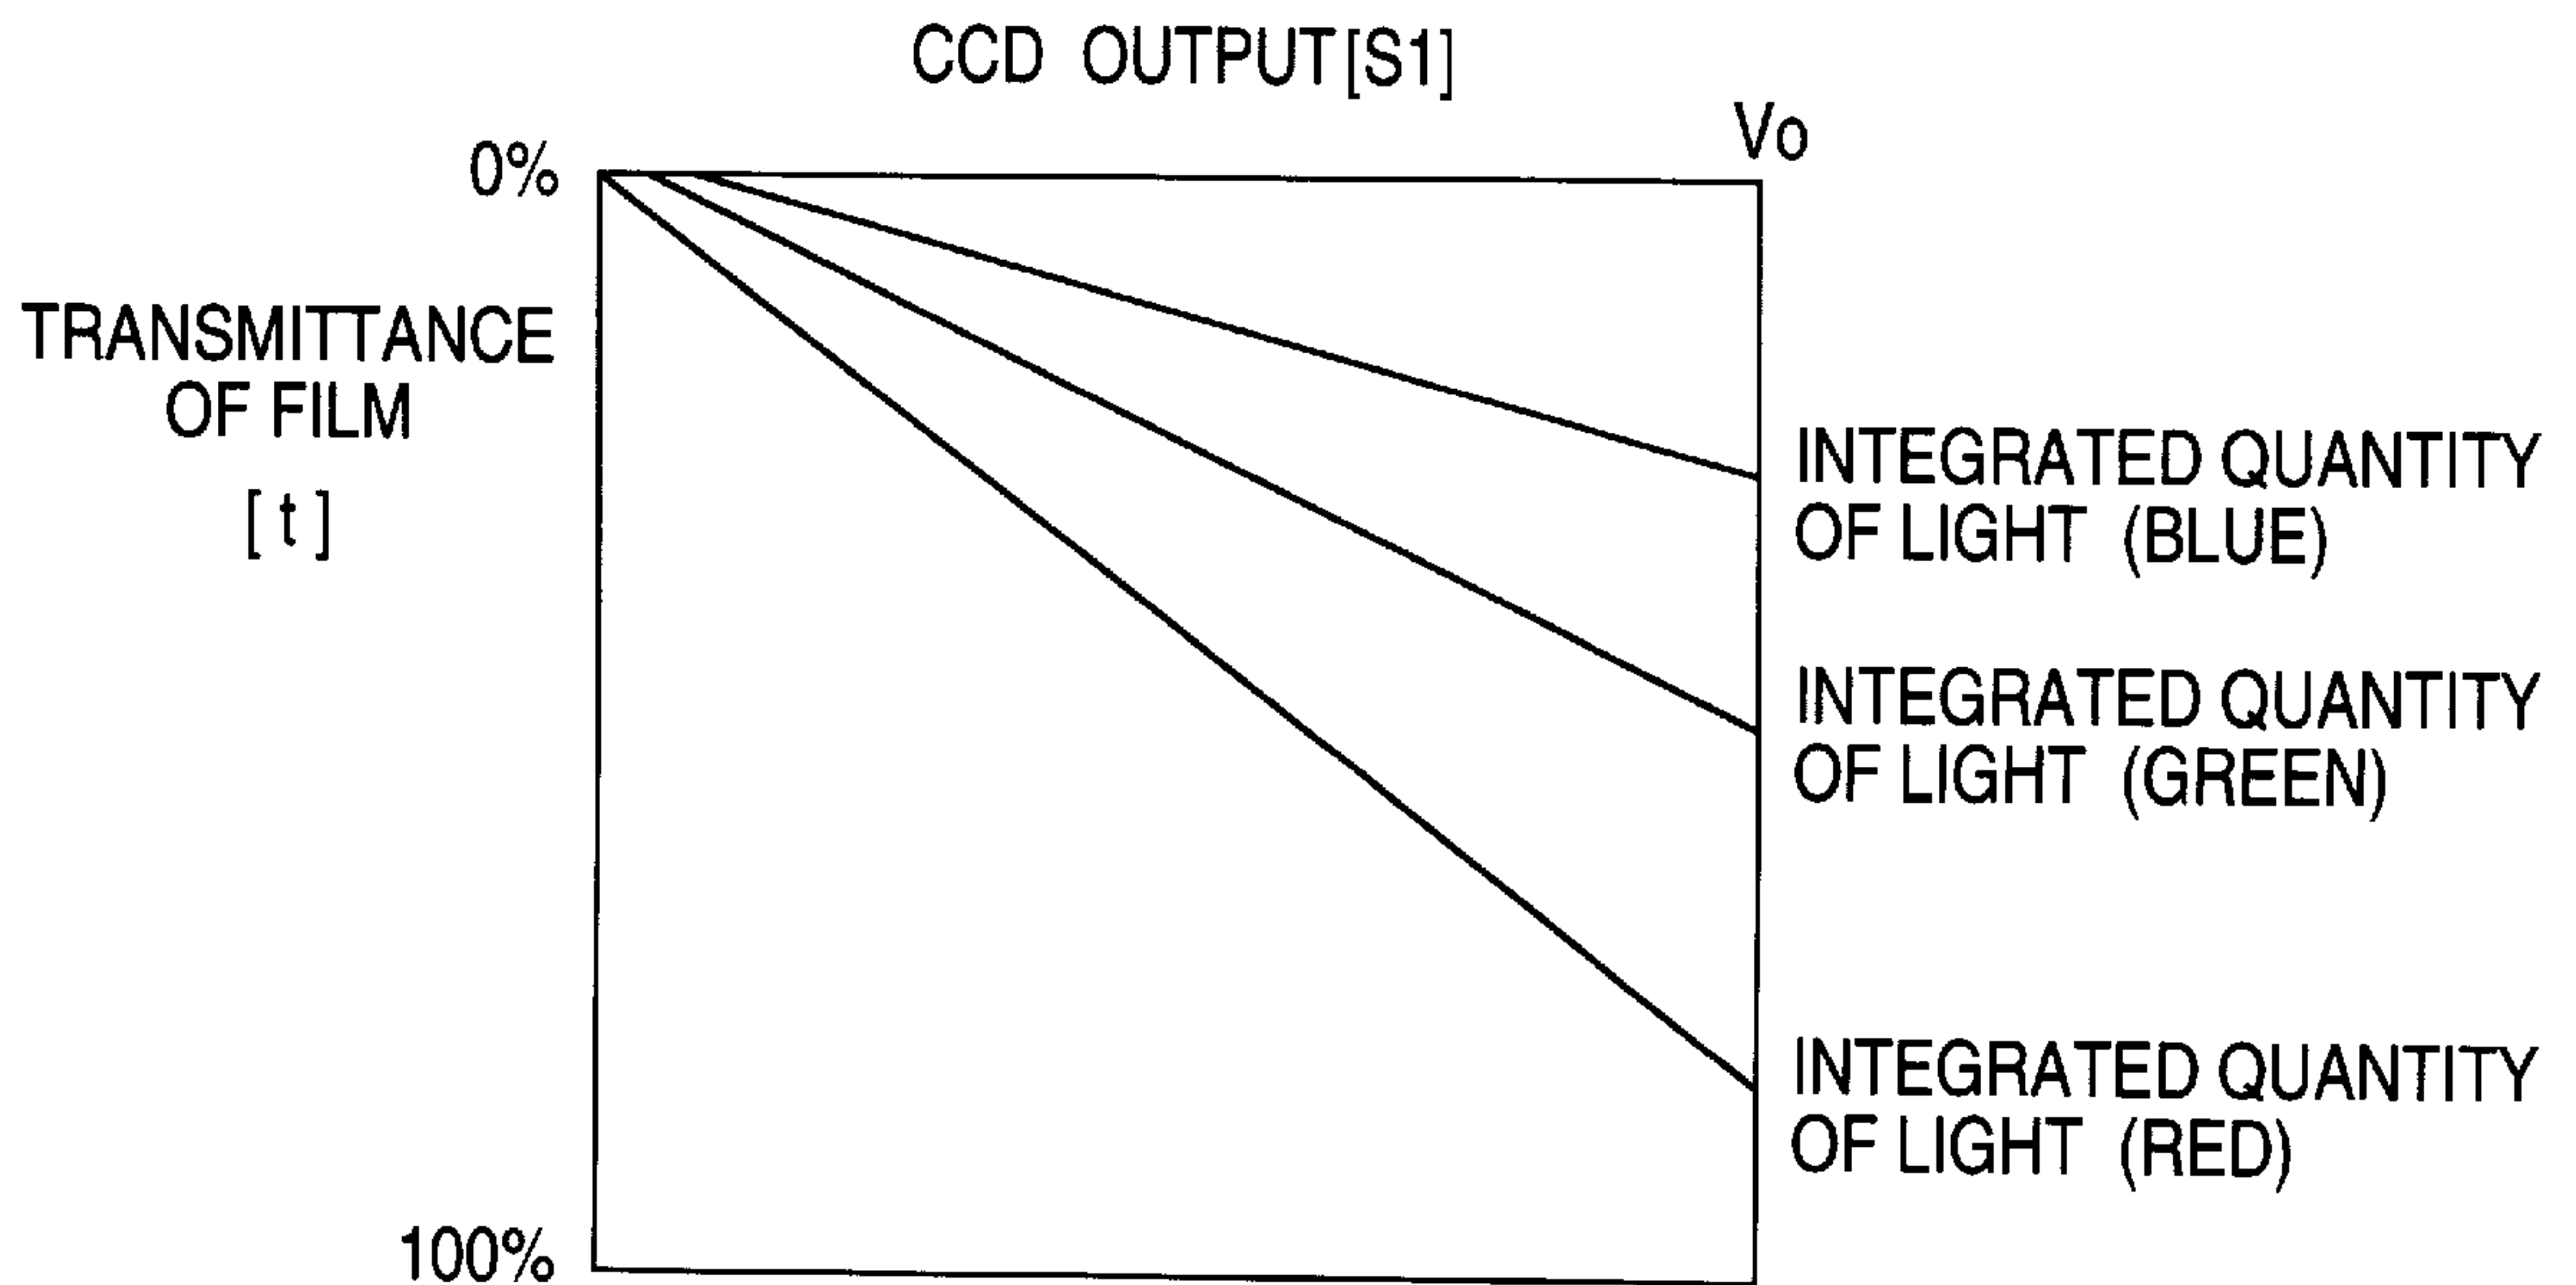 CCD OUTPUT[S1]
Vo
0%
TRANSMITTANCE
OF FILM
[ t ]
INTEGRATED QUANTITY
OF LIGHT (BLUE)
INTEGRATED QUANTITY
OF LIGHT (GREEN)
INTEGRATED QUANTITY
OF LIGHT (RED)
100%